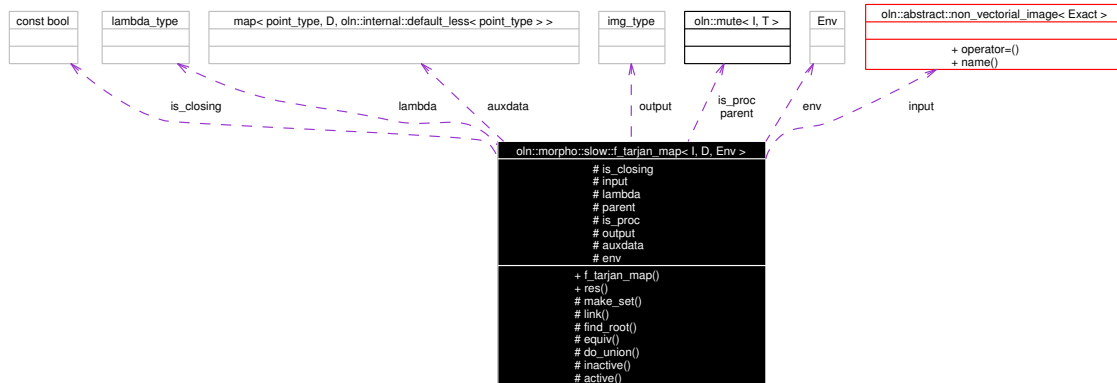 const bool
lambda_type
map< point_type, D, oln::internal::default_less< point_type > >
img_type
oln::mute< I, T >
Env
oln::abstract::non_vectorial_image< Exact >
+ operator=()
+ name()
is_closing
lambda
auxdata
output
is_proc
parent
env
input
oln::morpho::slow::f_tarjan_map< I, D, Env >
# is_closing
# input
# lambda
# parent
# is_proc
# output
# auxdata
# env
+ f_tarjan_map()
+ res()
# make_set()
# link()
# find_root()
# equiv()
# do_union()
# inactive()
# active()